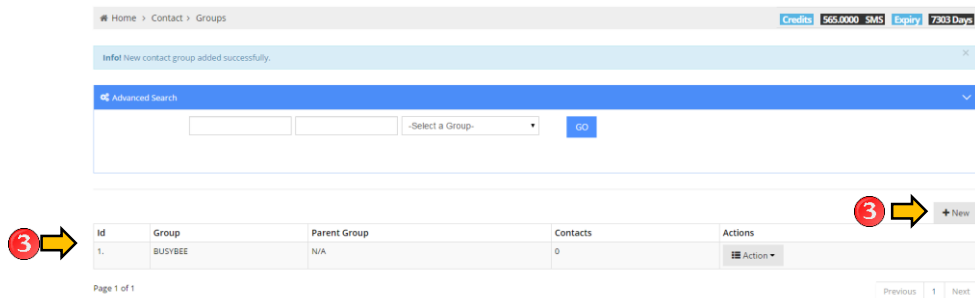 Home > Contact > Groups
Credits 565.0000 SMS Expiry 7303 Days
Info! New contact group added successfully.
×
Advanced Search
-Select a Group- GO
3 + New
Id Group Parent Group Contacts Actions
3 1. BUSYBEE N/A 0 Action
Page 1 of 1
Previous 1 Next